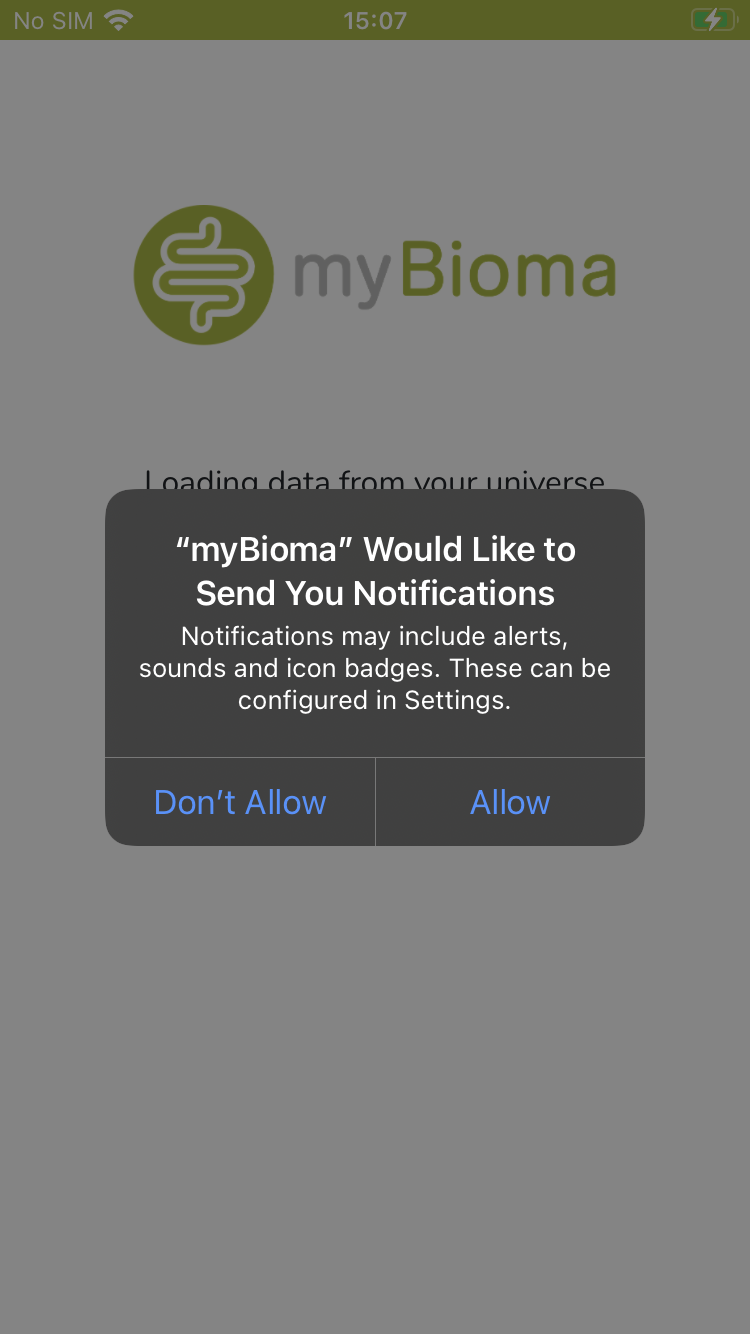 No SIM
15:07
myBioma
Loading data from your universe
“myBioma” Would Like to
Send You Notifications
Notifications may include alerts,
sounds and icon badges. These can be
configured in Settings.
Don’t Allow
Allow